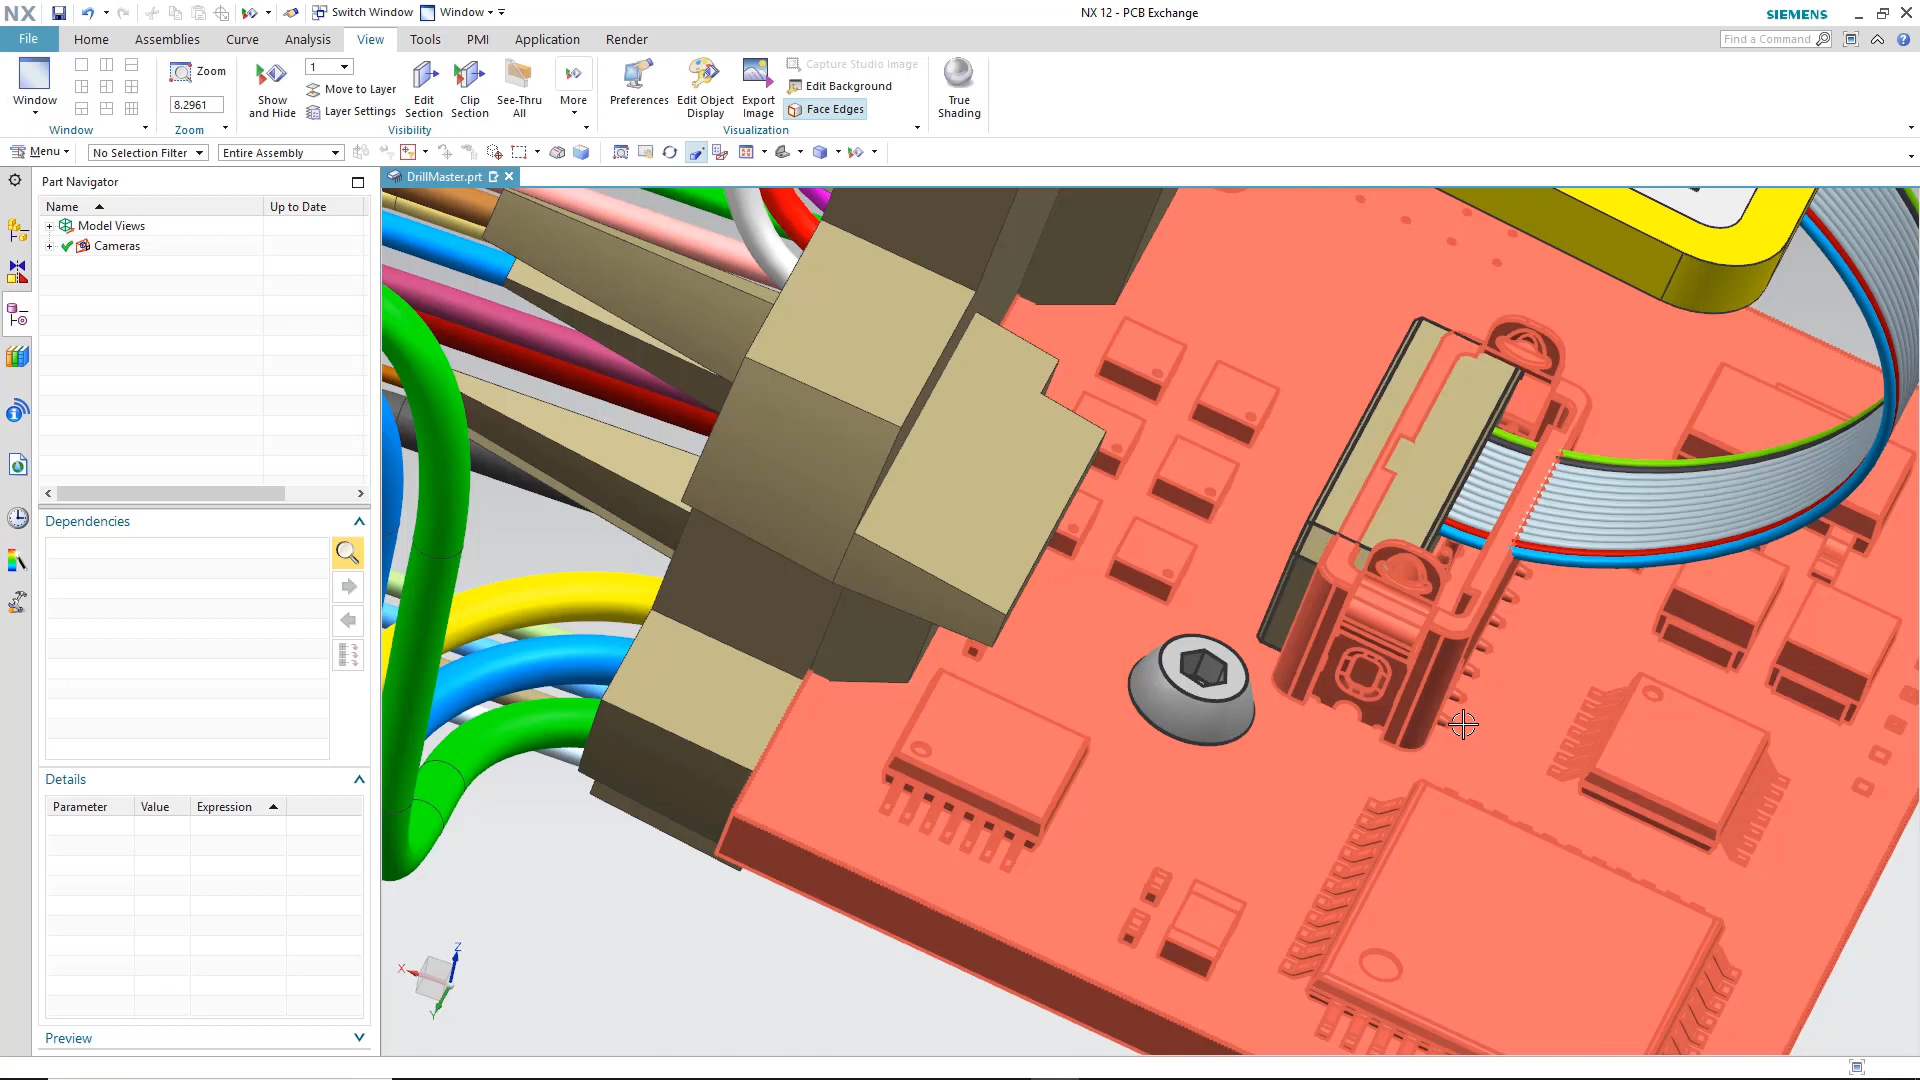 NX
Switch Window
Window
NX 12 - PCB Exchange
SIEMENS
File
Home
Assemblies
Curve
Analysis
View
Tools
PMI
Application
Render
Find a Command
Window
Window
Zoom
8.2961
Zoom
Show and Hide
1
Move to Layer
Layer Settings
Edit Section
Clip Section
See-Thru All
More
Visibility
Preferences
Edit Object Display
Export Image
Capture Studio Image
Edit Background
Face Edges
Visualization
True Shading
Menu
No Selection Filter
Entire Assembly
Part Navigator
DrillMaster.prt
Name
Up to Date
Model Views
Cameras
Dependencies
Details
Parameter
Value
Expression
Preview
X
Z
Y